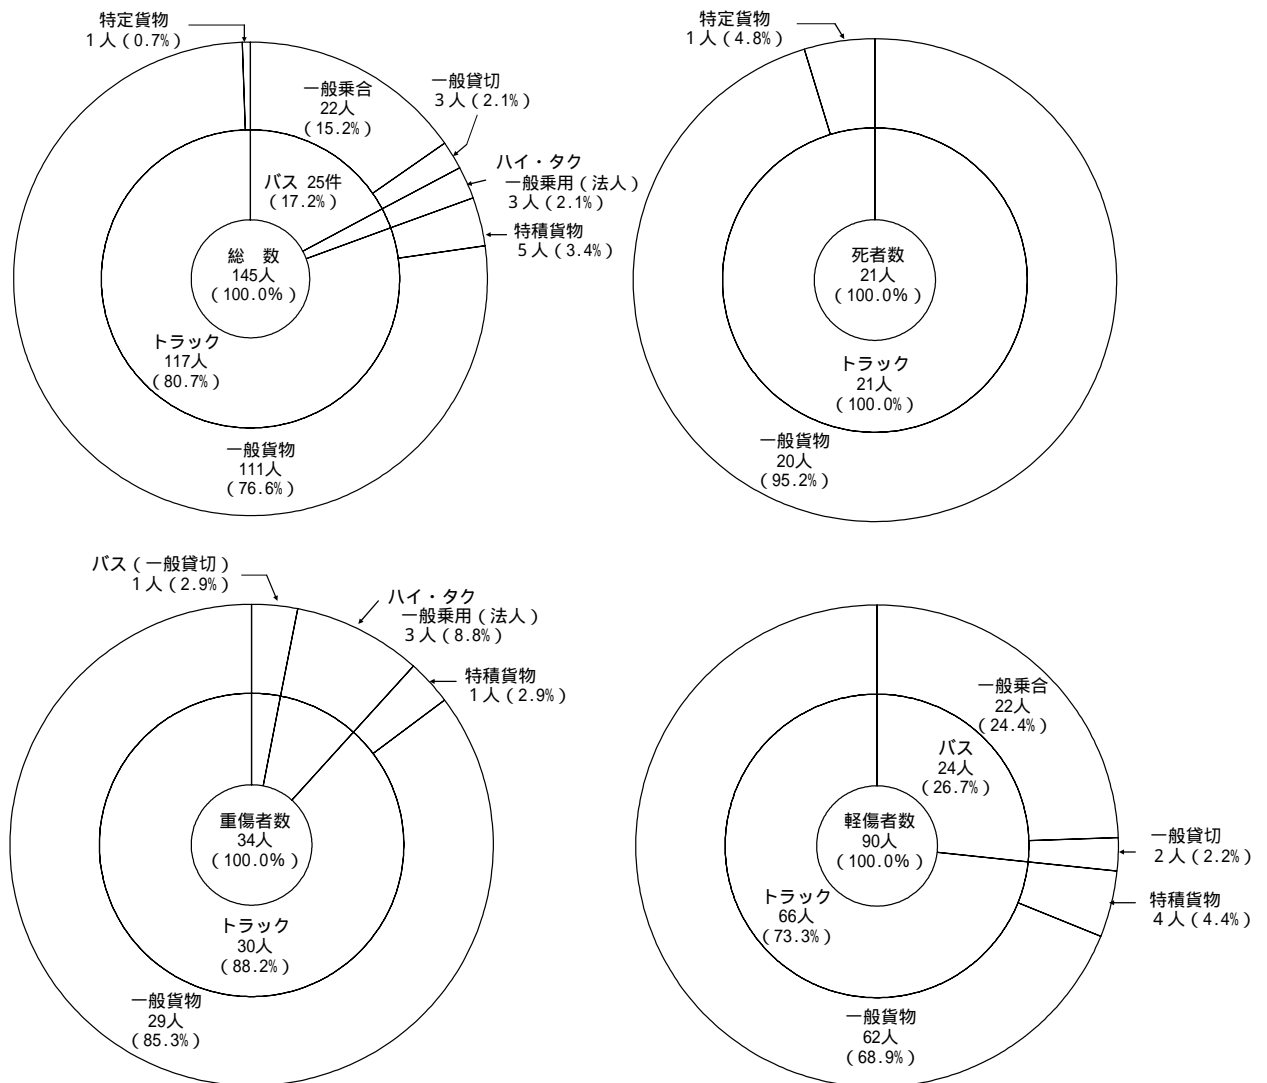 特定貨物
1人(0.7%)
一般乗合
22人
(15.2%)
一般貸切
3人(2.1%)
ハイ・タク
一般乗用(法人)
3人(2.1%)
特積貨物
5人(3.4%)
バス 25件
(17.2%)
総 数
145人
(100.0%)
トラック
117人
(80.7%)
一般貨物
111人
(76.6%)
特定貨物
1人(4.8%)
死者数
21人
(100.0%)
トラック
21人
(100.0%)
一般貨物
20人
(95.2%)
バス(一般貸切)
1人(2.9%)
ハイ・タク
一般乗用(法人)
3人(8.8%)
特積貨物
1人(2.9%)
重傷者数
34人
(100.0%)
トラック
30人
(88.2%)
一般貨物
29人
(85.3%)
一般乗合
22人
(24.4%)
バス
24人
(26.7%)
軽傷者数
90人
(100.0%)
一般貸切
2人(2.2%)
特積貨物
4人(4.4%)
トラック
66人
(73.3%)
一般貨物
62人
(68.9%)